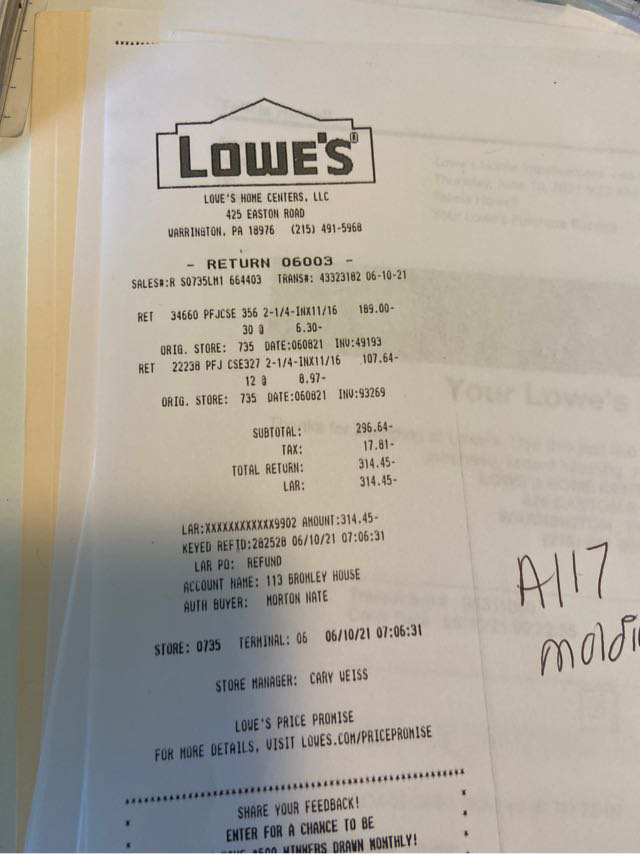 LOWE'S®
LOWE'S HOME CENTERS, LLC
425 EASTON ROAD
WARRINGTON, PA 18976 (215) 491-5968
- RETURN 06003 -
SALES#:R S0735LM1 664403 TRANS#: 43323182 06-10-21
RET 34660 PFJCSE 356 2-1/4-INX11/16 189.00-
30 @ 6.30-
ORIG. STORE: 735 DATE:060821 INV:49193
RET 22238 PFJ CSE327 2-1/4-INX11/16 107.64-
12 @ 8.97-
ORIG. STORE: 735 DATE:060821 INV:93269
SUBTOTAL: 296.64-
TAX: 17.81-
TOTAL RETURN: 314.45-
LAR: 314.45-
LAR:XXXXXXXXXXXX9902 AMOUNT:314.45-
KEYED REFID:282528 06/10/21 07:06:31
LAR PO: REFUND
ACCOUNT NAME: 113 BROMLEY HOUSE
AUTH BUYER: MORTON NATE
STORE: 0735 TERMINAL: 06 06/10/21 07:06:31
STORE MANAGER: CARY WEISS
LOWE'S PRICE PROMISE
FOR MORE DETAILS, VISIT LOWES.COM/PRICEPROMISE
SHARE YOUR FEEDBACK!
ENTER FOR A CHANCE TO BE
WINNERS DRAWN MONTHLY!
A117
Your Lowe's